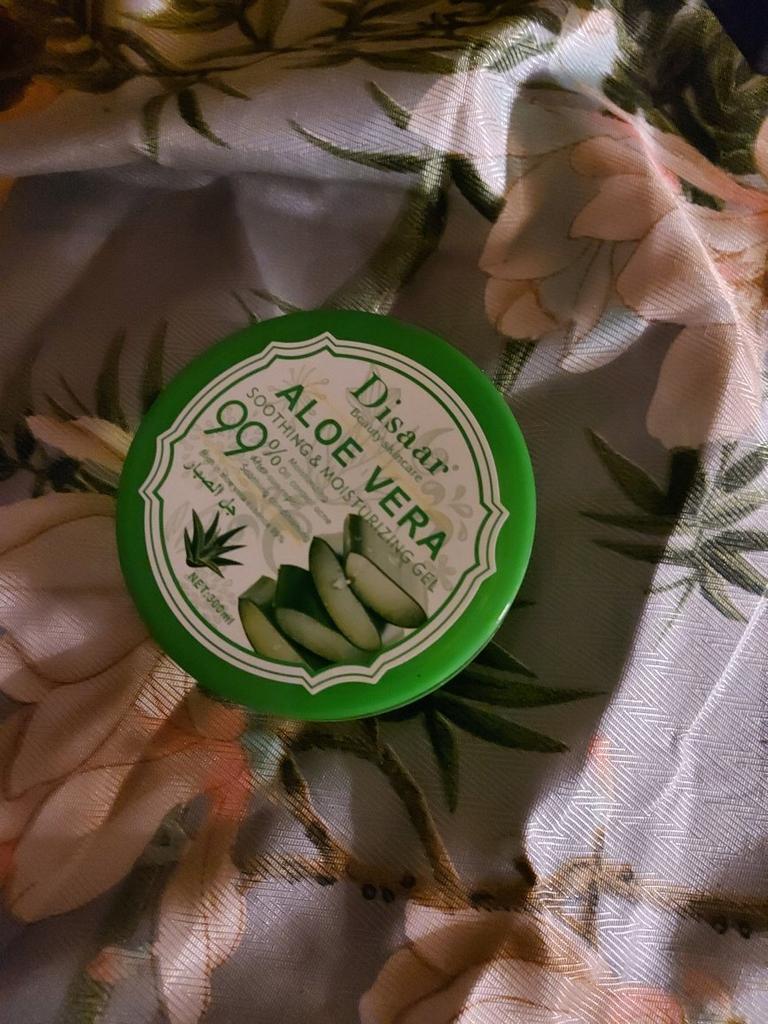 Disaar
Beauty skincare
ALOE VERA
SOOTHING & MOISTURIZING GEL
99%
جل الصبار
NET:300ml